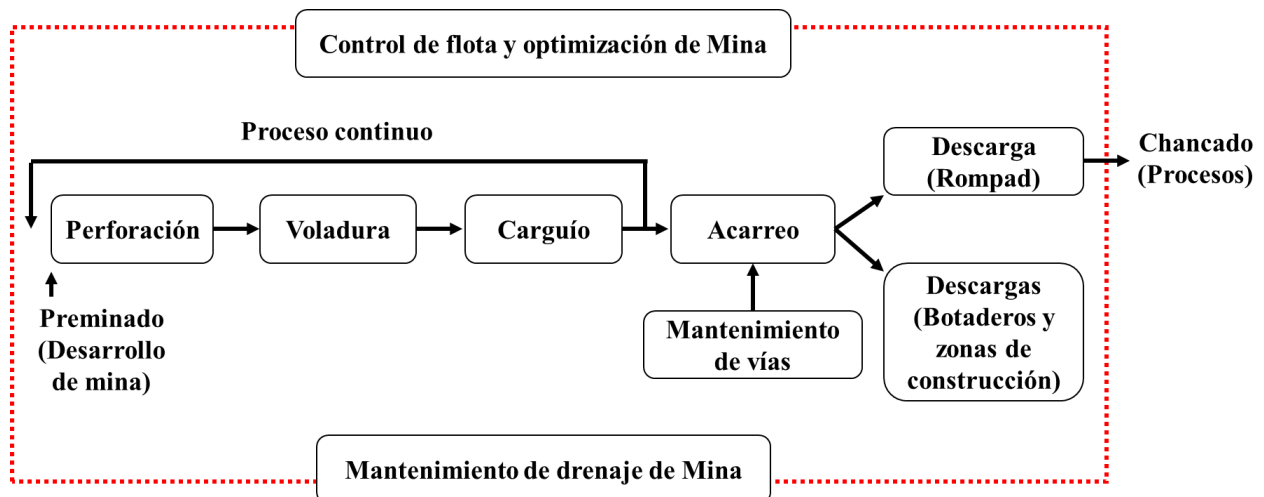 Control de flota y optimización de Mina
Proceso continuo
Descarga
(Rompad)
Chancado
(Procesos)
Perforación
Voladura
Carguío
Acarreo
Preminado
(Desarrollo
de mina)
Mantenimiento
de vías
Descargas
(Botaderos y
zonas de
construcción)
Mantenimiento de drenaje de Mina